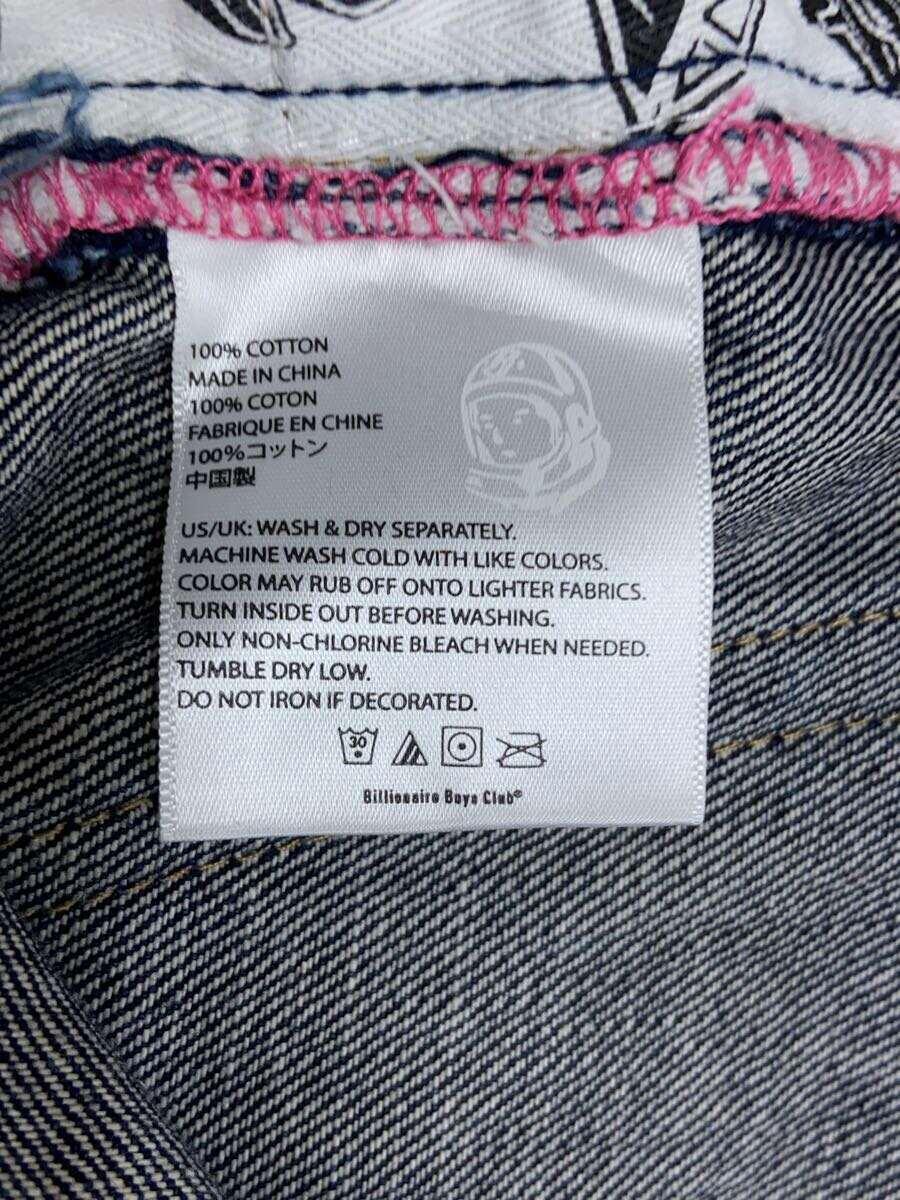 100% COTTON
MADE IN CHINA
100% COTON
FABRIQUE EN CHINE
100%コットン
中国製
US/UK: WASH & DRY SEPARATELY.
MACHINE WASH COLD WITH LIKE COLORS.
COLOR MAY RUB OFF ONTO LIGHTER FABRICS.
TURN INSIDE OUT BEFORE WASHING.
ONLY NON-CHLORINE BLEACH WHEN NEEDED.
TUMBLE DRY LOW.
DO NOT IRON IF DECORATED.
30
Billionaire Boys Club®